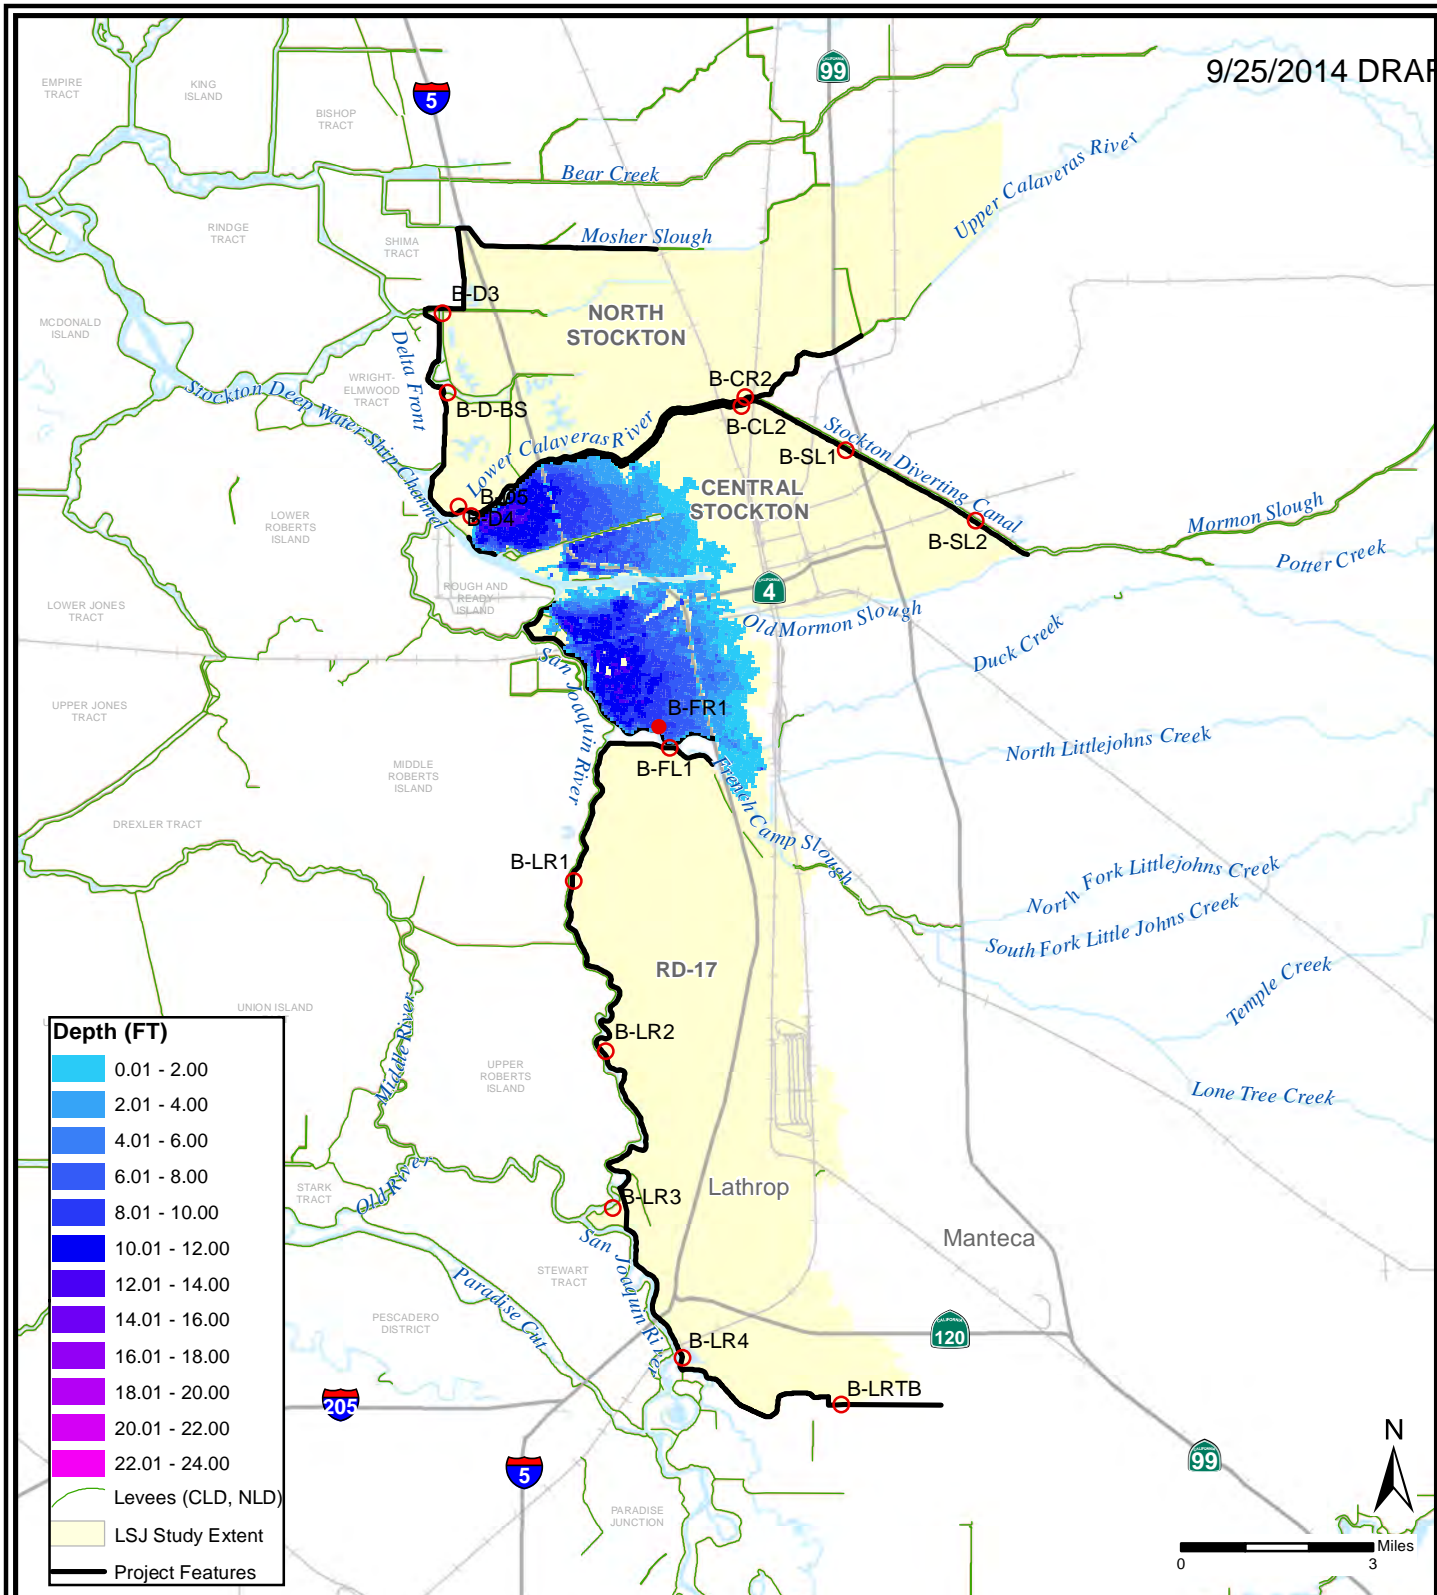 9/25/2014 DRAF
EMPIRE
TRACT
KING
ISLAND
BISHOP
TRACT
5
CALIFORNIA
99
Bear Creek
Upper Calaveras River
RINDGE
TRACT
SHIMA
TRACT
Mosher Slough
B-D3
NORTH
STOCKTON
MCDONALD
ISLAND
Delta Front
WRIGHT-
ELMWOOD
TRACT
B-D-BS
B-CR2
B-CL2
Stockton Deep Water Ship Channel
Lower Calaveras River
Stockton Diverting Canal
B-SL1
CENTRAL
STOCKTON
B-D5
B-D4
LOWER
ROBERTS
ISLAND
B-SL2
Mormon Slough
Potter Creek
ROUGH AND
READY
ISLAND
CALIFORNIA
4
LOWER JONES
TRACT
Old Mormon Slough
Duck Creek
San Joaquin River
UPPER JONES
TRACT
B-FR1
North Littlejohns Creek
B-FL1
MIDDLE
ROBERTS
ISLAND
French Camp Slough
DREXLER TRACT
B-LR1
North Fork Littlejohns Creek
South Fork Little Johns Creek
RD-17
Temple Creek
UNION ISLAND
Middle River
B-LR2
UPPER
ROBERTS
ISLAND
Lone Tree Creek
Old River
STARK
TRACT
B-LR3
Lathrop
Manteca
San Joaquin River
STEWART
TRACT
Paradise Cut
PESCADERO
DISTRICT
CALIFORNIA
120
B-LR4
B-LRTB
205
5
CALIFORNIA
99
PARADISE
JUNCTION
N
Miles
0 3
Depth (FT)
0.01 - 2.00
2.01 - 4.00
4.01 - 6.00
6.01 - 8.00
8.01 - 10.00
10.01 - 12.00
12.01 - 14.00
14.01 - 16.00
16.01 - 18.00
18.01 - 20.00
20.01 - 22.00
22.01 - 24.00
Levees (CLD, NLD)
LSJ Study Extent
Project Features